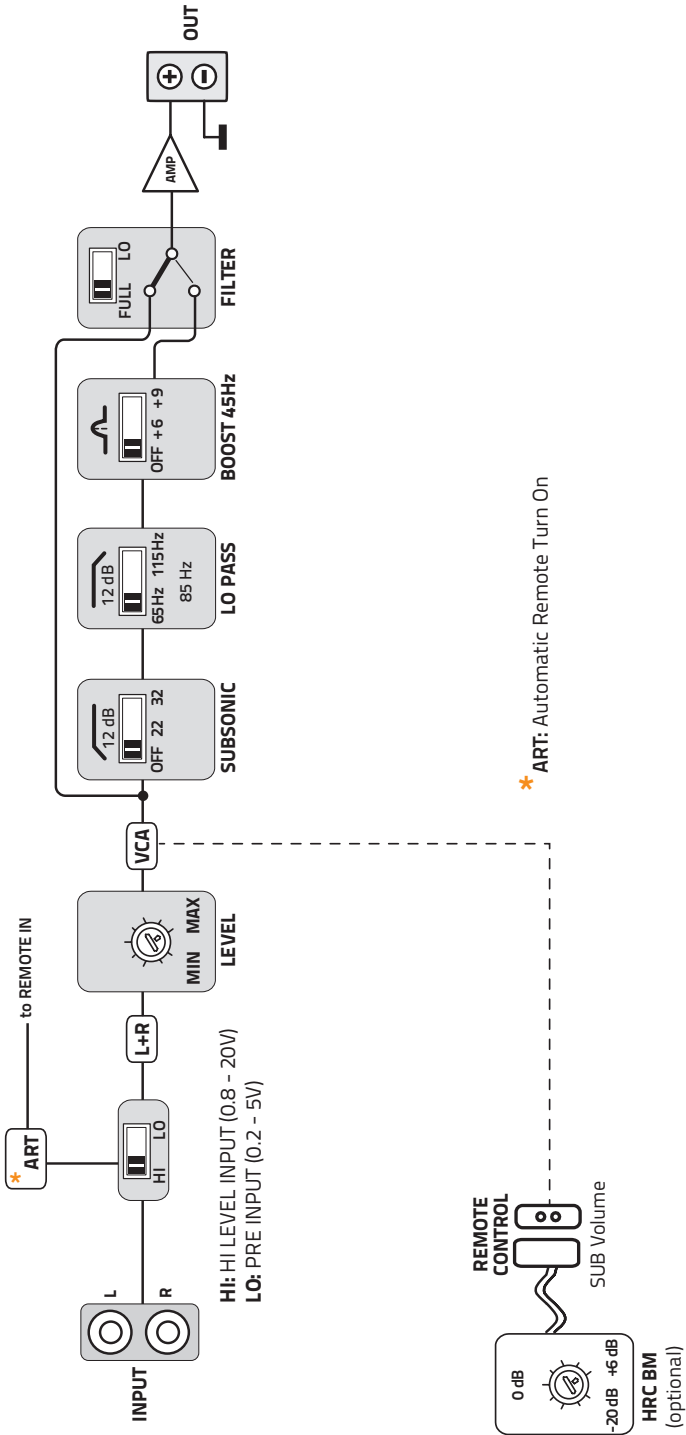 INPUT
L
R
* ART
to REMOTE IN
HI LO
HI: HI LEVEL INPUT (0.8 - 20V)
LO: PRE INPUT (0.2 - 5V)
L+R
MIN MAX
LEVEL
VCA
12 dB
OFF 22 32
SUBSONIC
12 dB
65Hz 115Hz
85 Hz
LO PASS
OFF +6 +9
BOOST 45Hz
FULL LO
FILTER
AMP
+
−
OUT
0 dB
-20dB +6 dB
HRC BM
(optional)
REMOTE
CONTROL
SUB Volume
* ART: Automatic Remote Turn On